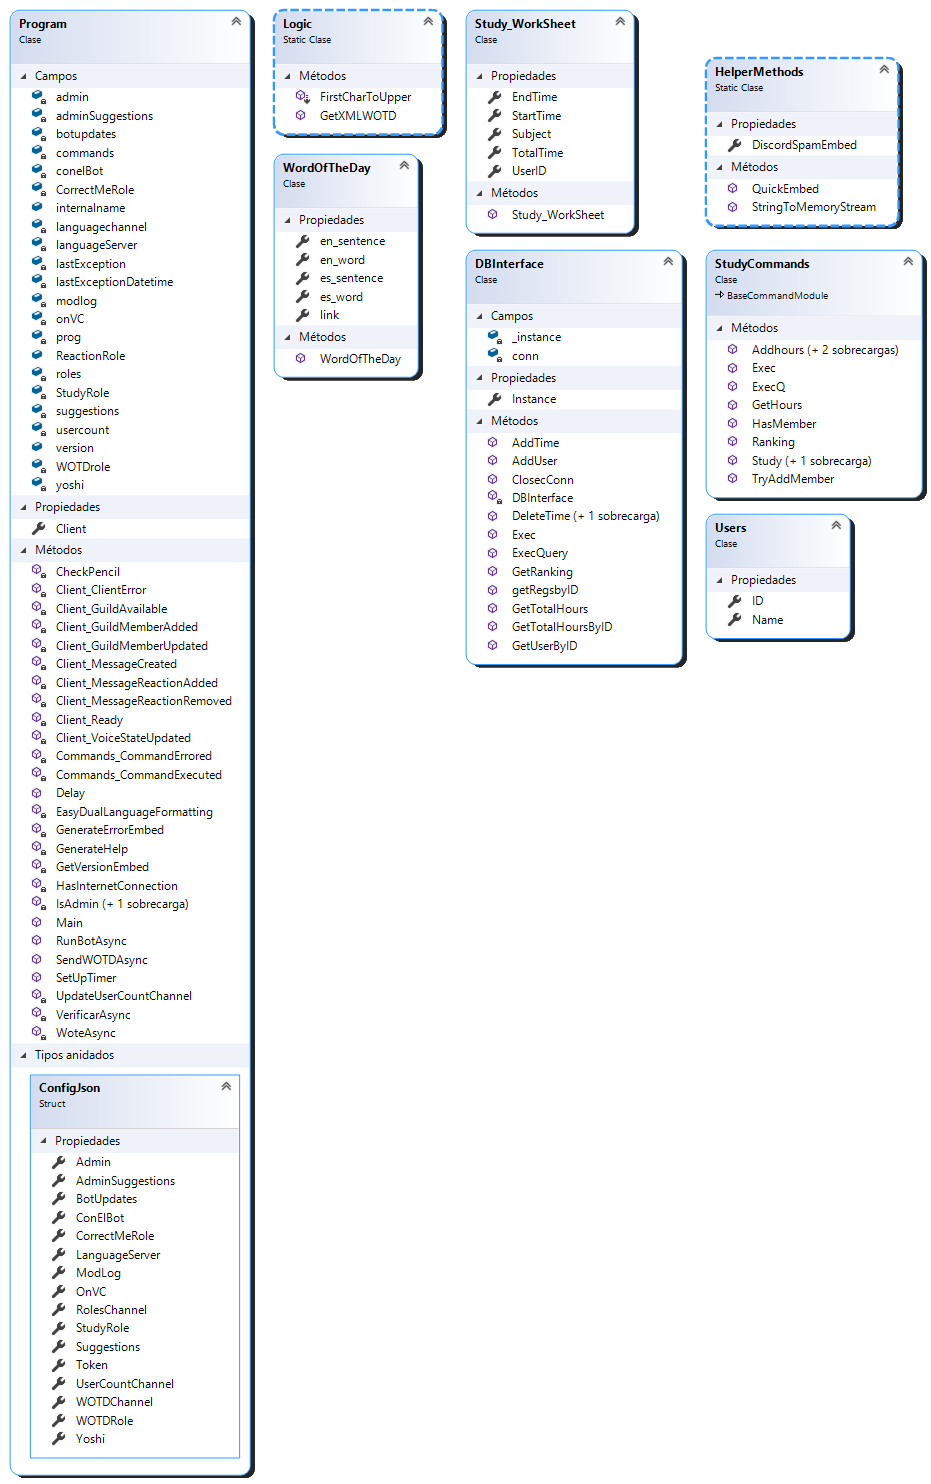 Program
Clase
Campos
admin
adminSuggestions
botupdates
commands
conelBot
CorrectMeRole
internalname
languagechannel
languageServer
lastException
lastExceptionDatetime
modlog
onVC
prog
ReactionRole
roles
StudyRole
suggestions
usercount
version
WOTDrole
yoshi
Propiedades
Client
Métodos
CheckPencil
Client_ClientError
Client_GuildAvailable
Client_GuildMemberAdded
Client_GuildMemberUpdated
Client_MessageCreated
Client_MessageReactionAdded
Client_MessageReactionRemoved
Client_Ready
Client_VoiceStateUpdated
Commands_CommandErrored
Commands_CommandExecuted
Delay
EasyDualLanguageFormatting
GenerateErrorEmbed
GenerateHelp
GetVersionEmbed
HasInternetConnection
IsAdmin (+ 1 sobrecarga)
Main
RunBotAsync
SendWOTDAsync
SetUpTimer
UpdateUserCountChannel
VerificarAsync
WoteAsync
Tipos anidados
ConfigJson
Struct
Propiedades
Admin
AdminSuggestions
BotUpdates
ConElBot
CorrectMeRole
LanguageServer
ModLog
OnVC
RolesChannel
StudyRole
Suggestions
Token
UserCountChannel
WOTDChannel
WOTDRole
Yoshi
Logic
Static Clase
Métodos
FirstCharToUpper
GetXMLWOTD
WordOfTheDay
Clase
Propiedades
en_sentence
en_word
es_sentence
es_word
link
Métodos
WordOfTheDay
Study_WorkSheet
Clase
Propiedades
EndTime
StartTime
Subject
TotalTime
UserID
Métodos
Study_WorkSheet
DBInterface
Clase
Campos
_instance
conn
Propiedades
Instance
Métodos
AddTime
AddUser
ClosecConn
DBInterface
DeleteTime (+ 1 sobrecarga)
Exec
ExecQuery
GetRanking
getRegsbyID
GetTotalHours
GetTotalHoursByID
GetUserByID
HelperMethods
Static Clase
Propiedades
DiscordSpamEmbed
Métodos
QuickEmbed
StringToMemoryStream
StudyCommands
Clase
BaseCommandModule
Métodos
Addhours (+ 2 sobrecargas)
Exec
ExecQ
GetHours
HasMember
Ranking
Study (+ 1 sobrecarga)
TryAddMember
Users
Clase
Propiedades
ID
Name